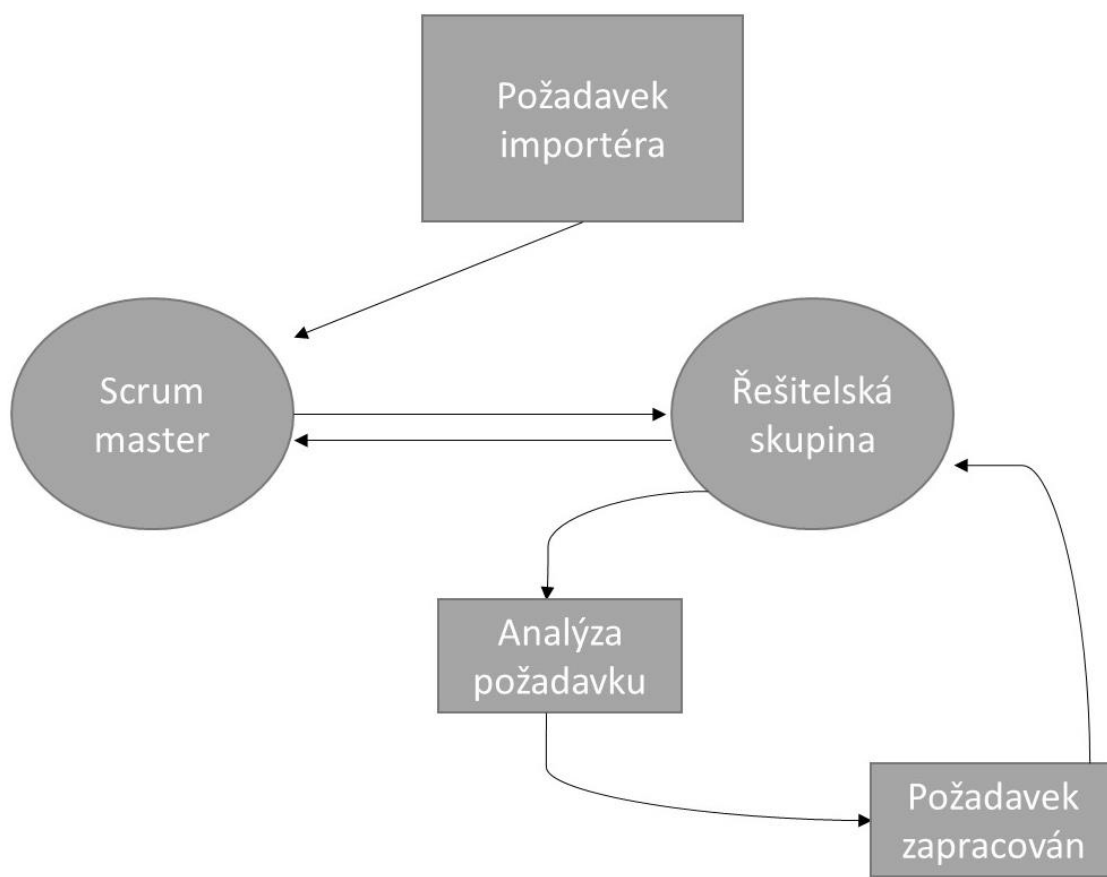 Požadavek
importéra
Scrum
master
Řešitelská
skupina
Analýza
požadavku
Požadavek
zapracován